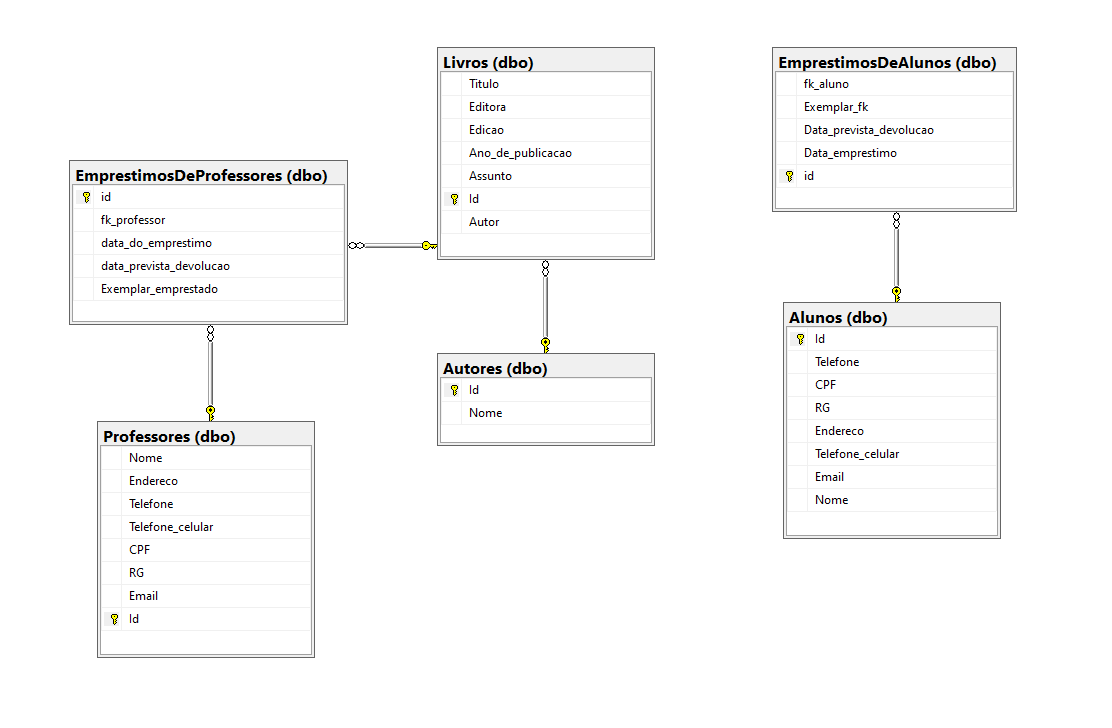 Livros (dbo)
Titulo
Editora
Edicao
Ano_de_publicacao
Assunto
Id
Autor
EmprestimosDeAlunos (dbo)
fk_aluno
Exemplar_fk
Data_prevista_devolucao
Data_emprestimo
id
EmprestimosDeProfessores (dbo)
id
fk_professor
data_do_emprestimo
data_prevista_devolucao
Exemplar_emprestado
Autores (dbo)
Id
Nome
Alunos (dbo)
Id
Telefone
CPF
RG
Endereco
Telefone_celular
Email
Nome
Professores (dbo)
Nome
Endereco
Telefone
Telefone_celular
CPF
RG
Email
Id